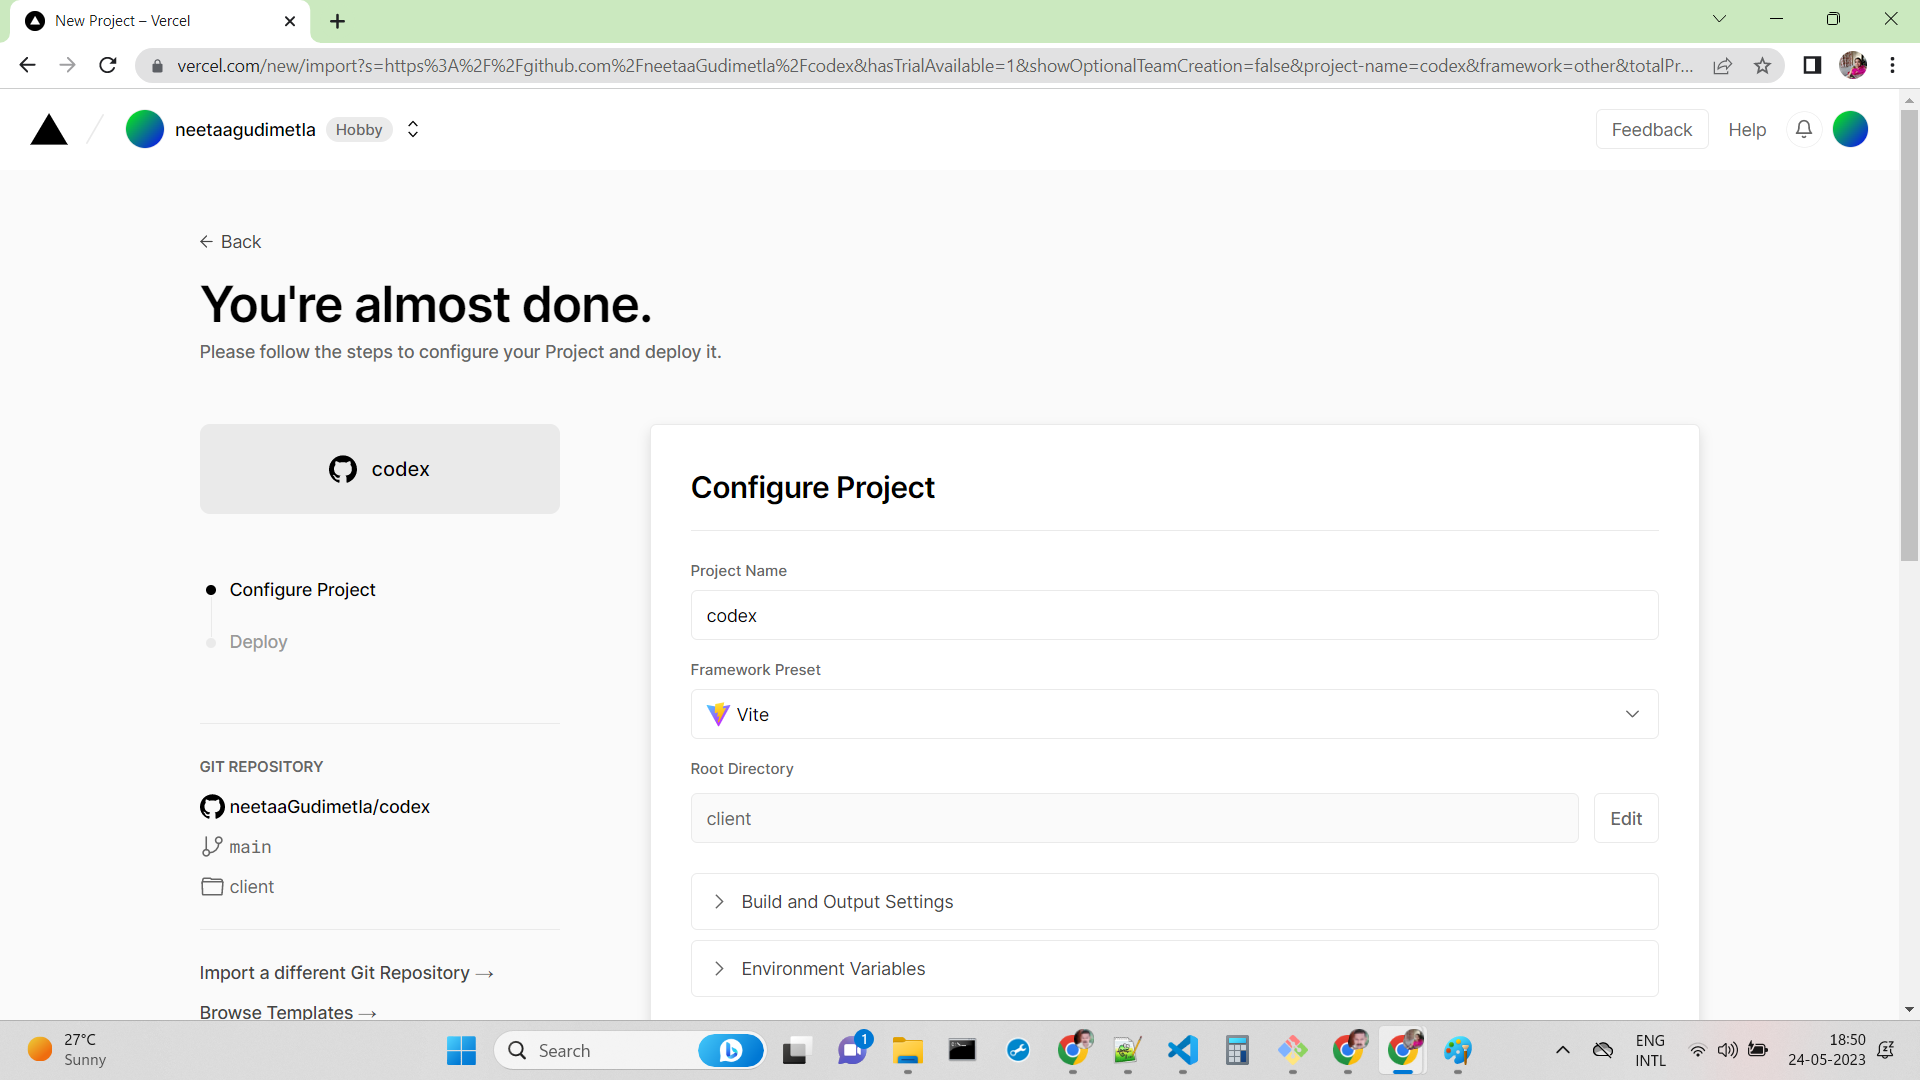 New Project – Vercel
vercel.com/new/import?s=https%3A%2F%2Fgithub.com%2FneetaaGudimetla%2Fcodex&hasTrialAvailable=1&showOptionalTeamCreation=false&project-name=codex&framework=other&totalPr...
neetaagudimetla Hobby
Feedback Help
← Back
You're almost done.
Please follow the steps to configure your Project and deploy it.
codex
Configure Project
Deploy
GIT REPOSITORY
neetaaGudimetla/codex
main
client
Import a different Git Repository →
Browse Templates →
Configure Project
Project Name
codex
Framework Preset
Vite
Root Directory
client
Edit
Build and Output Settings
Environment Variables
27°C
Sunny
Search
1
ENG
INTL
18:50
24-05-2023